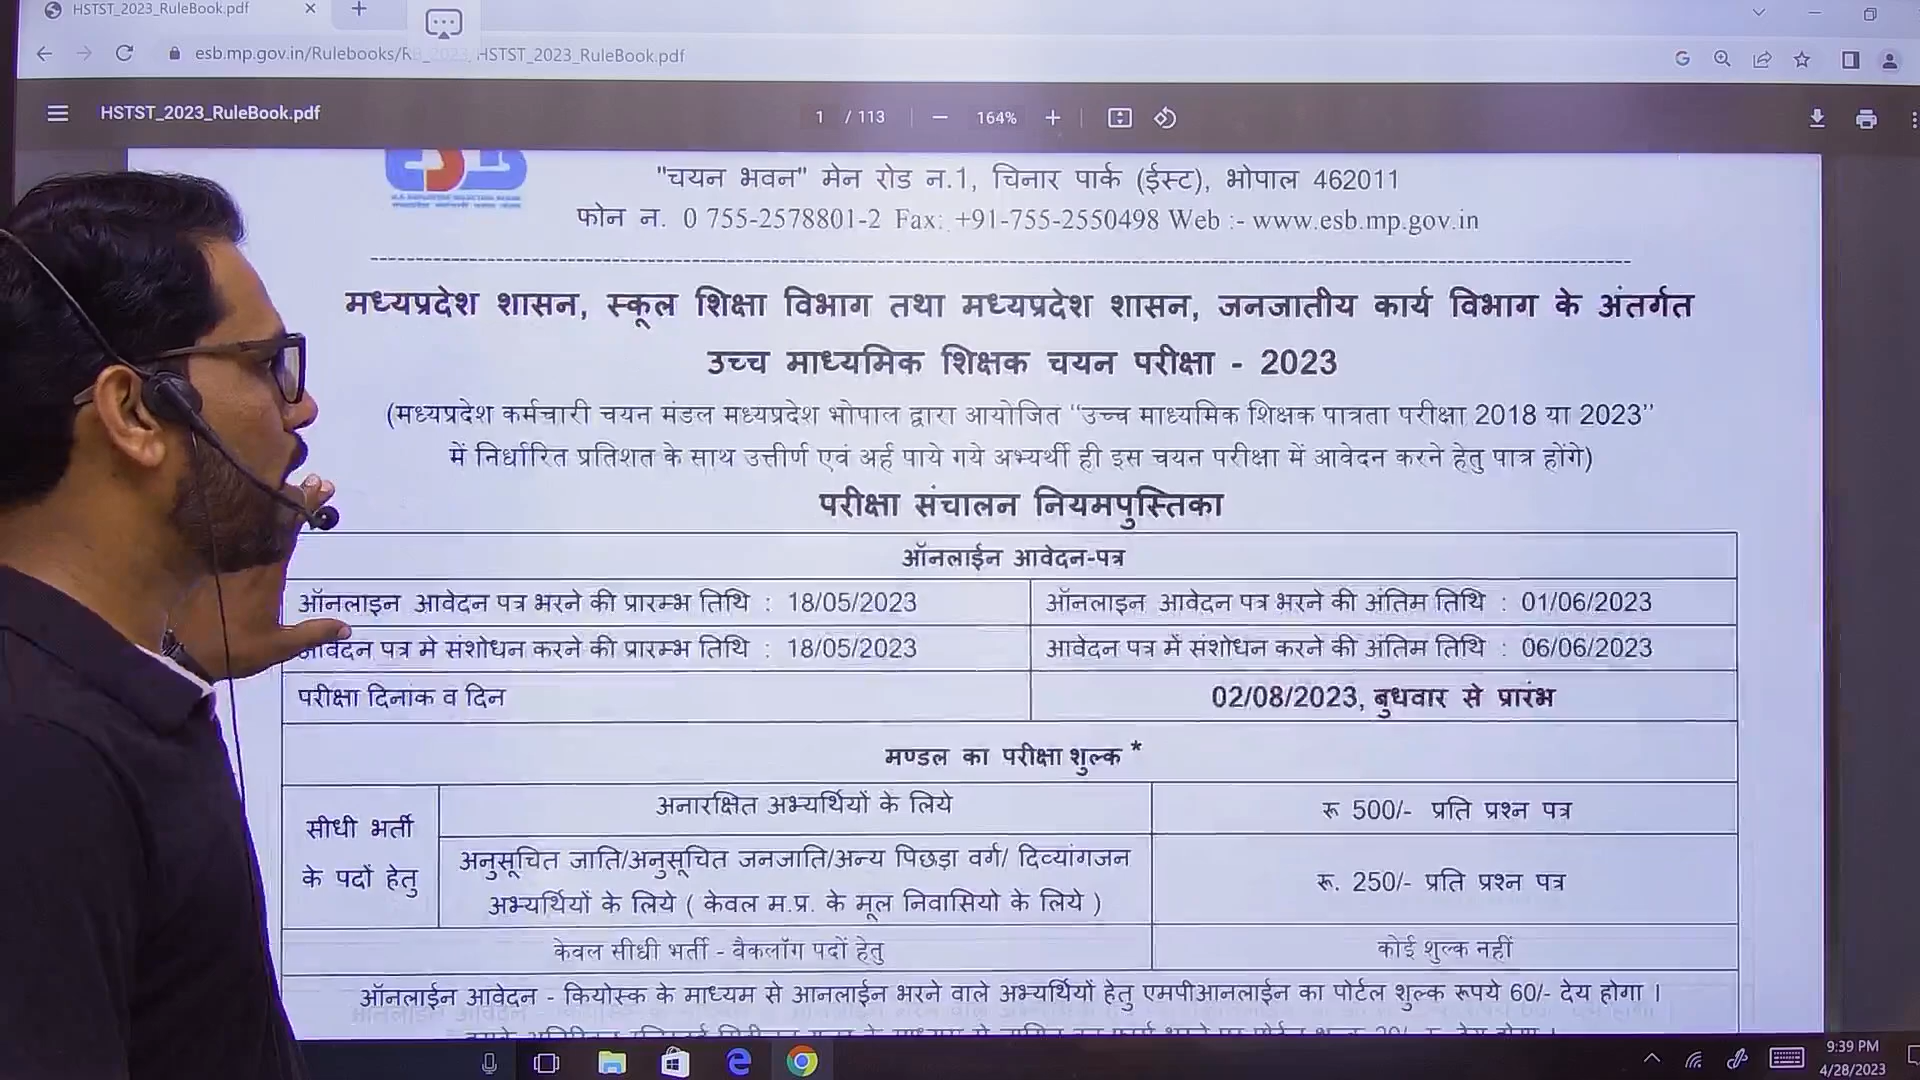 HSTST_2023_RuleBook.pdf
esb.mp.gov.in/Rulebooks/RB_2023_HSTST_2023_RuleBook.pdf
HSTST_2023_RuleBook.pdf 1 / 113 164%
ESB
"चयन भवन" मेन रोड न.1, चिनार पार्क (ईस्ट), भोपाल 462011
फोन न. 0 755-2578801-2 Fax: +91-755-2550498 Web :- www.esb.mp.gov.in
मध्यप्रदेश शासन, स्कूल शिक्षा विभाग तथा मध्यप्रदेश शासन, जनजातीय कार्य विभाग के अंतर्गत
उच्च माध्यमिक शिक्षक चयन परीक्षा - 2023
(मध्यप्रदेश कर्मचारी चयन मंडल मध्यप्रदेश भोपाल द्वारा आयोजित "उच्च माध्यमिक शिक्षक पात्रता परीक्षा 2018 या 2023"
में निर्धारित प्रतिशत के साथ उत्तीर्ण एवं अर्ह पाये गये अभ्यर्थी ही इस चयन परीक्षा में आवेदन करने हेतु पात्र होंगे)
परीक्षा संचालन नियमपुस्तिका
ऑनलाईन आवेदन-पत्र
ऑनलाइन आवेदन पत्र भरने की प्रारम्भ तिथि : 18/05/2023 ऑनलाइन आवेदन पत्र भरने की अंतिम तिथि : 01/06/2023
आवेदन पत्र मे संशोधन करने की प्रारम्भ तिथि : 18/05/2023 आवेदन पत्र में संशोधन करने की अंतिम तिथि : 06/06/2023
परीक्षा दिनांक व दिन 02/08/2023, बुधवार से प्रारंभ
मण्डल का परीक्षा शुल्क *
सीधी भर्ती
के पदों हेतु
अनारक्षित अभ्यर्थियों के लिये रू 500/- प्रति प्रश्न पत्र
अनुसूचित जाति/अनुसूचित जनजाति/अन्य पिछड़ा वर्ग/ दिव्यांगजन
अभ्यर्थियों के लिये ( केवल म.प्र. के मूल निवासियो के लिये ) रू. 250/- प्रति प्रश्न पत्र
केवल सीधी भर्ती - बैकलॉग पदों हेतु कोई शुल्क नहीं
ऑनलाईन आवेदन - कियोस्क के माध्यम से आनलाईन भरने वाले अभ्यर्थियों हेतु एमपीआनलाईन का पोर्टल शुल्क रूपये 60/- देय होगा ।
9:39 PM
4/28/2023